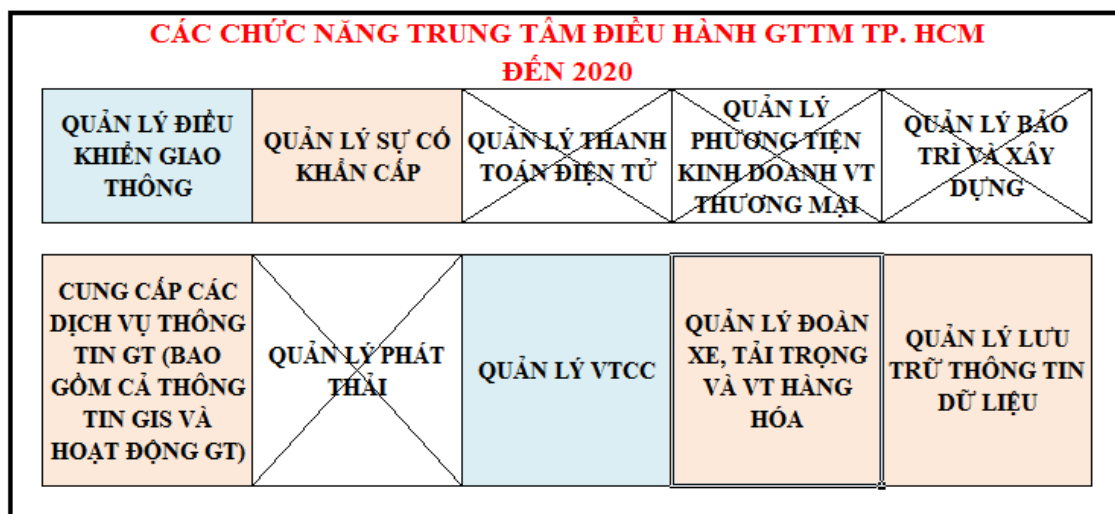 CÁC CHỨC NĂNG TRUNG TÂM ĐIỀU HÀNH GTTM TP. HCM
ĐẾN 2020
QUẢN LÝ ĐIỀU
KHIỂN GIAO
THÔNG
QUẢN LÝ SỰ CỐ
KHẨN CẤP
QUẢN LÝ THANH
TOÁN ĐIỆN TỬ
QUẢN LÝ
PHƯƠNG TIỆN
KINH DOANH VT
THƯƠNG MẠI
QUẢN LÝ BẢO
TRÌ VÀ XÂY
DỰNG
CUNG CẤP CÁC
DỊCH VỤ THÔNG
TIN GT (BAO
GỒM CẢ THÔNG
TIN GIS VÀ
HOẠT ĐỘNG GT)
QUẢN LÝ PHÁT
THẢI
QUẢN LÝ VTCC
QUẢN LÝ ĐOÀN
XE, TẢI TRỌNG
VÀ VT HÀNG
HÓA
QUẢN LÝ LƯU
TRỮ THÔNG TIN
DỮ LIỆU